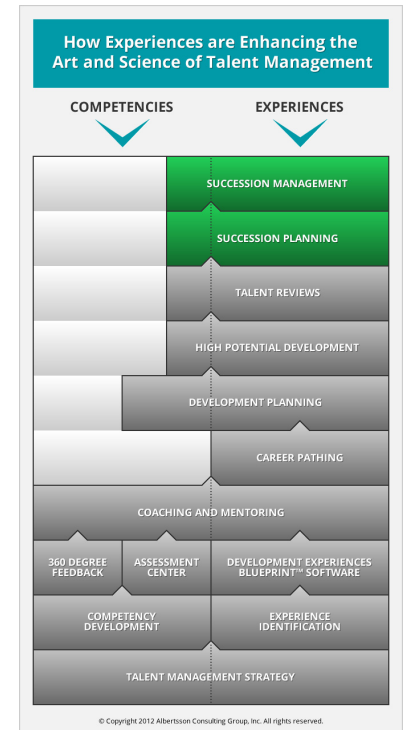 How Experiences are Enhancing the
Art and Science of Talent Management
COMPETENCIES
EXPERIENCES
SUCCESSION MANAGEMENT
SUCCESSION PLANNING
TALENT REVIEWS
HIGH POTENTIAL DEVELOPMENT
DEVELOPMENT PLANNING
CAREER PATHING
COACHING AND MENTORING
360 DEGREE
FEEDBACK
ASSESSMENT
CENTER
DEVELOPMENT EXPERIENCES
BLUEPRINT™ SOFTWARE
COMPETENCY
DEVELOPMENT
EXPERIENCE
IDENTIFICATION
TALENT MANAGEMENT STRATEGY
© Copyright 2012 Albertsson Consulting Group, Inc. All rights reserved.